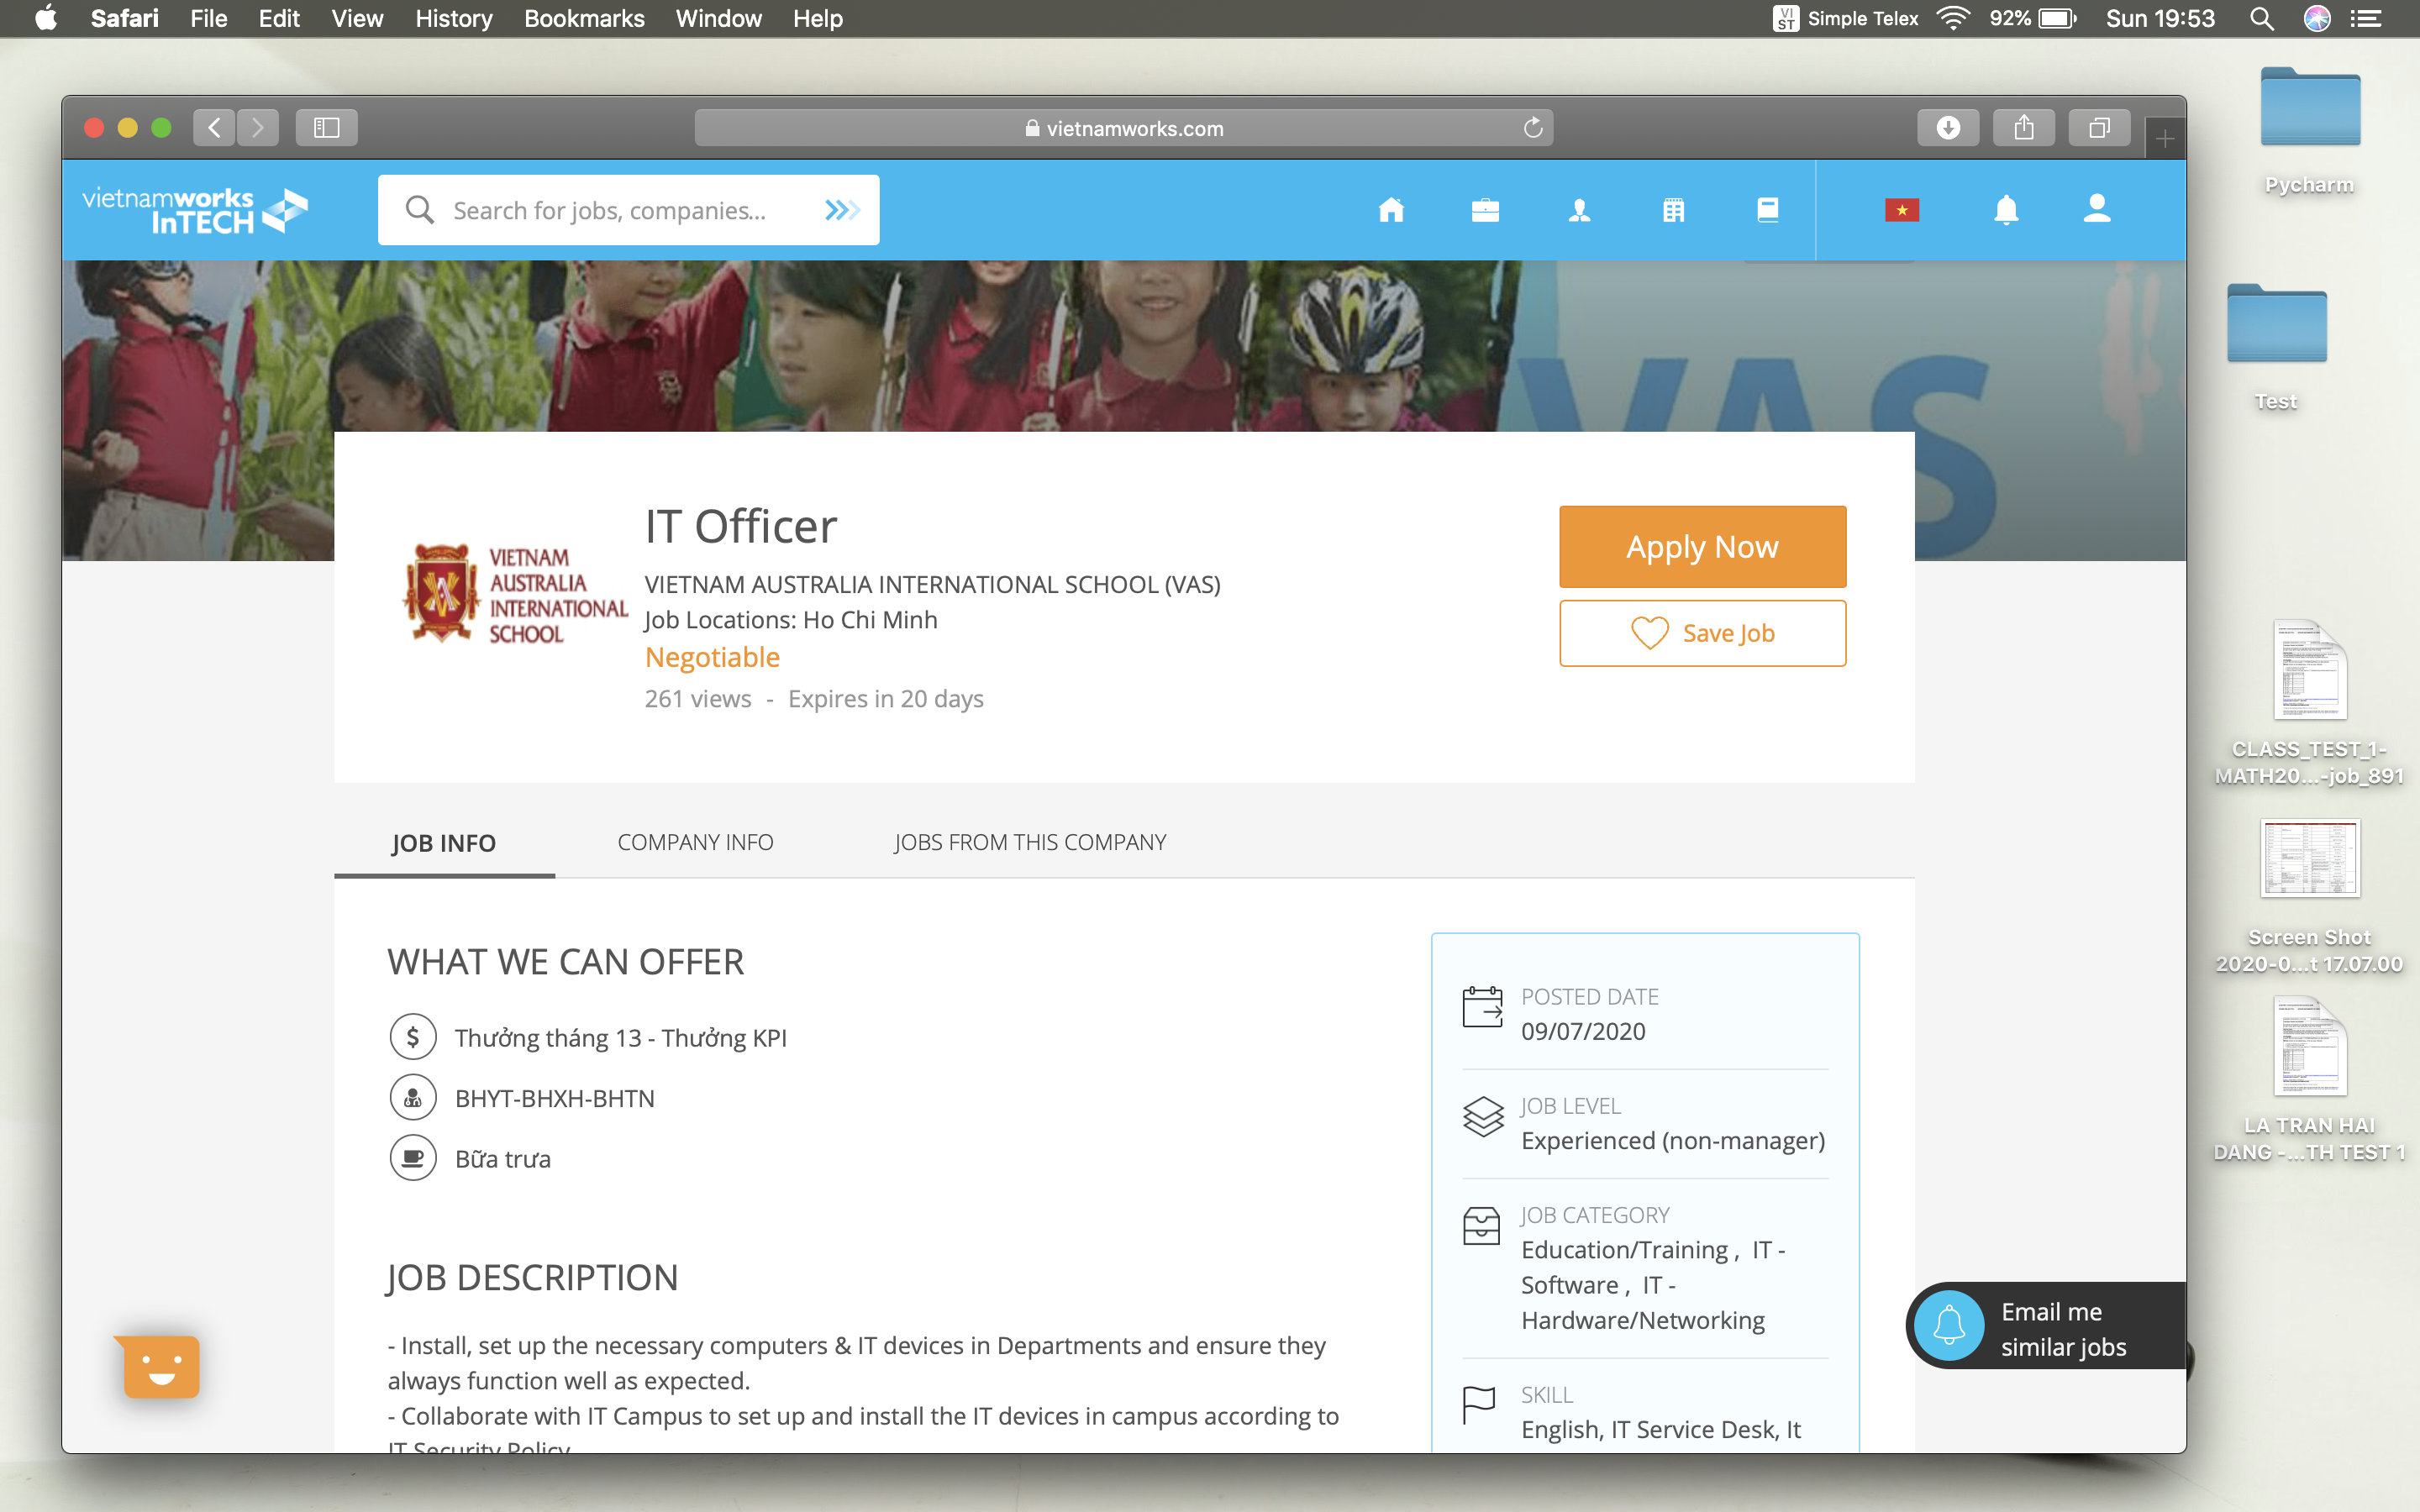 Safari File Edit View History Bookmarks Window Help
VI ST Simple Telex 92% Sun 19:53
vietnamworks.com
vietnamworks InTECH
Search for jobs, companies...
VAS
Pycharm
Test
IT Officer
VIETNAM AUSTRALIA INTERNATIONAL SCHOOL (VAS)
Job Locations: Ho Chi Minh
Negotiable
261 views - Expires in 20 days
VIETNAM
AUSTRALIA
INTERNATIONAL
SCHOOL
Apply Now
Save Job
JOB INFO COMPANY INFO JOBS FROM THIS COMPANY
WHAT WE CAN OFFER
Thưởng tháng 13 - Thưởng KPI
BHYT-BHXH-BHTN
Bữa trưa
JOB DESCRIPTION
- Install, set up the necessary computers & IT devices in Departments and ensure they
always function well as expected.
- Collaborate with IT Campus to set up and install the IT devices in campus according to
IT Security Policy
POSTED DATE
09/07/2020
JOB LEVEL
Experienced (non-manager)
JOB CATEGORY
Education/Training , IT -
Software , IT -
Hardware/Networking
SKILL
English, IT Service Desk, It
Email me
similar jobs
CLASS_TEST_1-
MATH20...-job_891
Screen Shot
2020-0...t 17.07.00
LA TRAN HAI
DANG -...TH TEST 1